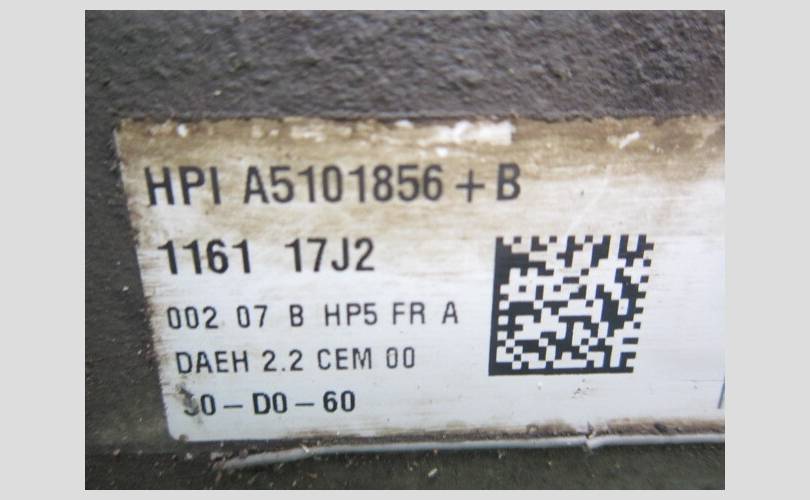 HPI A5101856+B
1161 17J2
002 07 B HP5 FR A
DAEH 2.2 CEM 00
D0-60